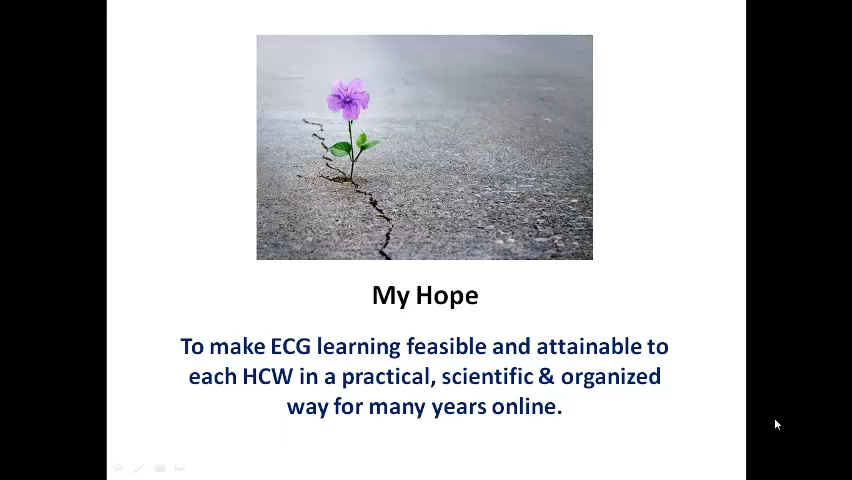 My Hope
To make ECG learning feasible and attainable to
each HCW in a practical, scientific & organized
way for many years online.